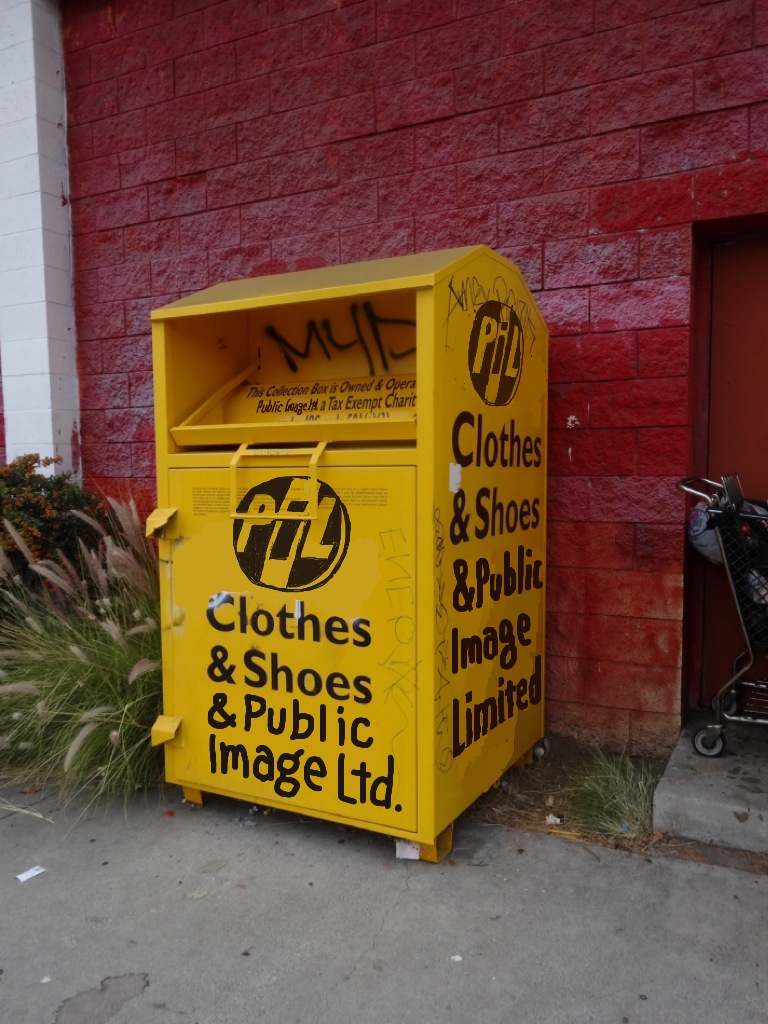 MYD
This Collection Box is Owned & Opera
Public Image Ltd a Tax Exempt Charit
PiL
Clothes
& Shoes
& Public
Image Ltd.
PiL
Clothes
& Shoes
& Public
Image
Limited